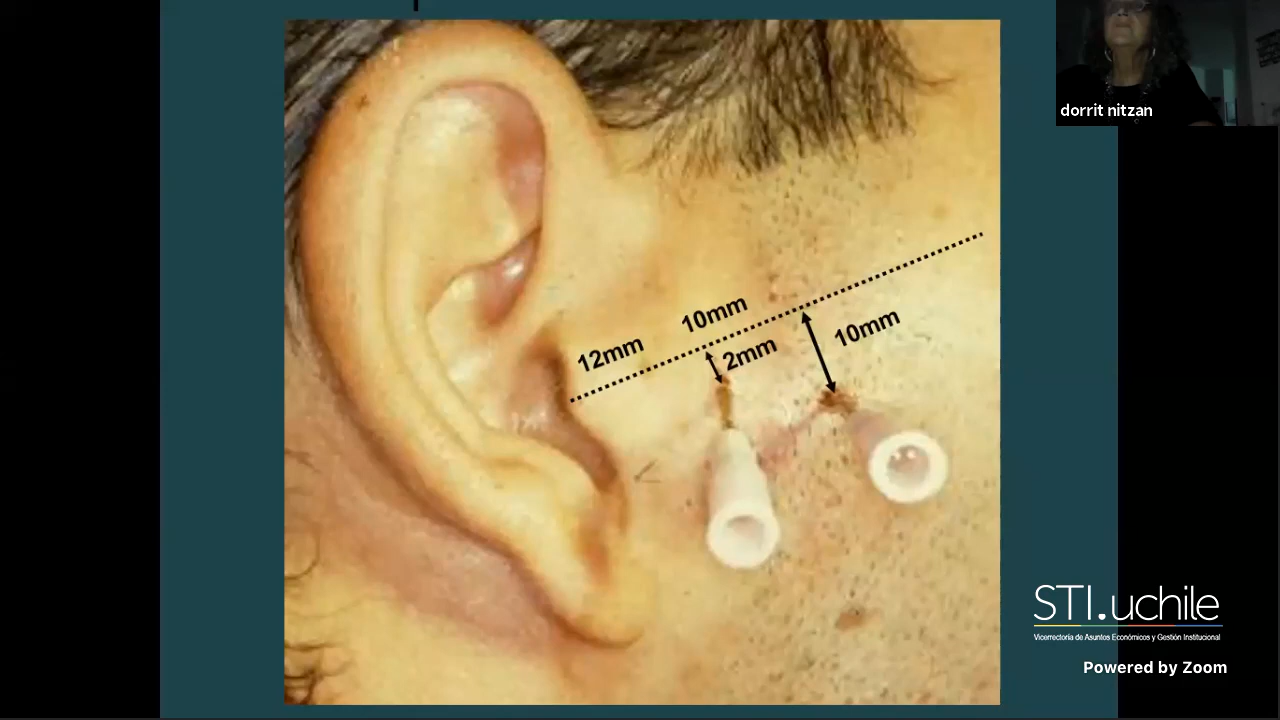 dorrit nitzan
10mm
12mm
2mm
10mm
STI.uchile
Vicerrectoría de Asuntos Económicos y Gestión Institucional
Powered by Zoom